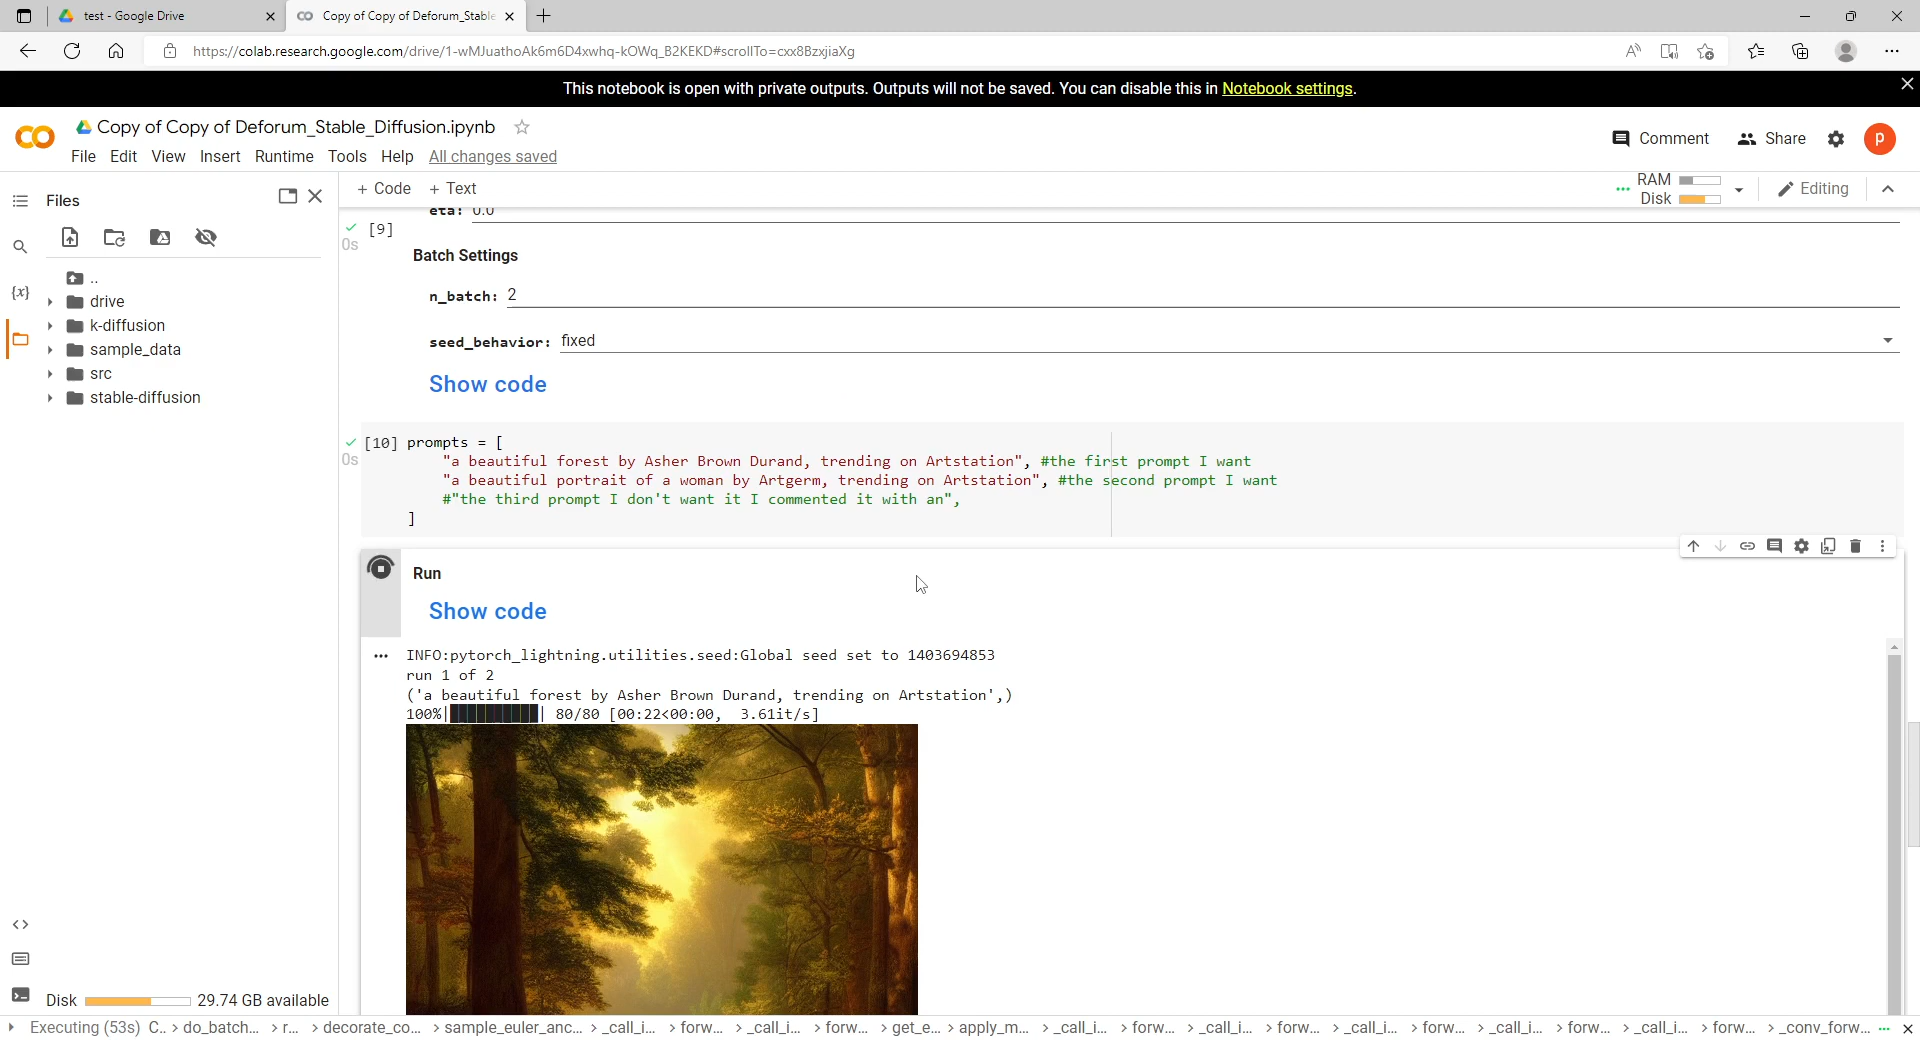 test - Google Drive
Copy of Copy of Deforum_Stable
https://colab.research.google.com/drive/1-wMJuathoAk6m6D4xwhq-kOWq_B2KEKD#scrollTo=cxx8BzxjiaXg
This notebook is open with private outputs. Outputs will not be saved. You can disable this in Notebook settings.
Copy of Copy of Deforum_Stable_Diffusion.ipynb
Comment Share P
File Edit View Insert Runtime Tools Help All changes saved
Files
+ Code + Text
RAM
Disk
Editing
eta: 0.0
[9]
0s
Batch Settings
..
drive
k-diffusion
sample_data
src
stable-diffusion
{x}
n_batch: 2
seed_behavior: fixed
Show code
[10] prompts = [
0s
"a beautiful forest by Asher Brown Durand, trending on Artstation", #the first prompt I want
"a beautiful portrait of a woman by Artgerm, trending on Artstation", #the second prompt I want
#"the third prompt I don't want it I commented it with an",
]
Run
Show code
INFO:pytorch_lightning.utilities.seed:Global seed set to 1403694853
run 1 of 2
('a beautiful forest by Asher Brown Durand, trending on Artstation',)
100%|██████████| 80/80 [00:22<00:00, 3.61it/s]
Disk 29.74 GB available
Executing (53s) C... > do_batch... > r... > decorate_co... > sample_euler_anc... > _call_i... > forw... > _call_i... > forw... > get_e... > apply_m... > _call_i... > forw... > _call_i... > forw... > _call_i... > forw... > _call_i... > forw... > _call_i... > forw... > _conv_forw...